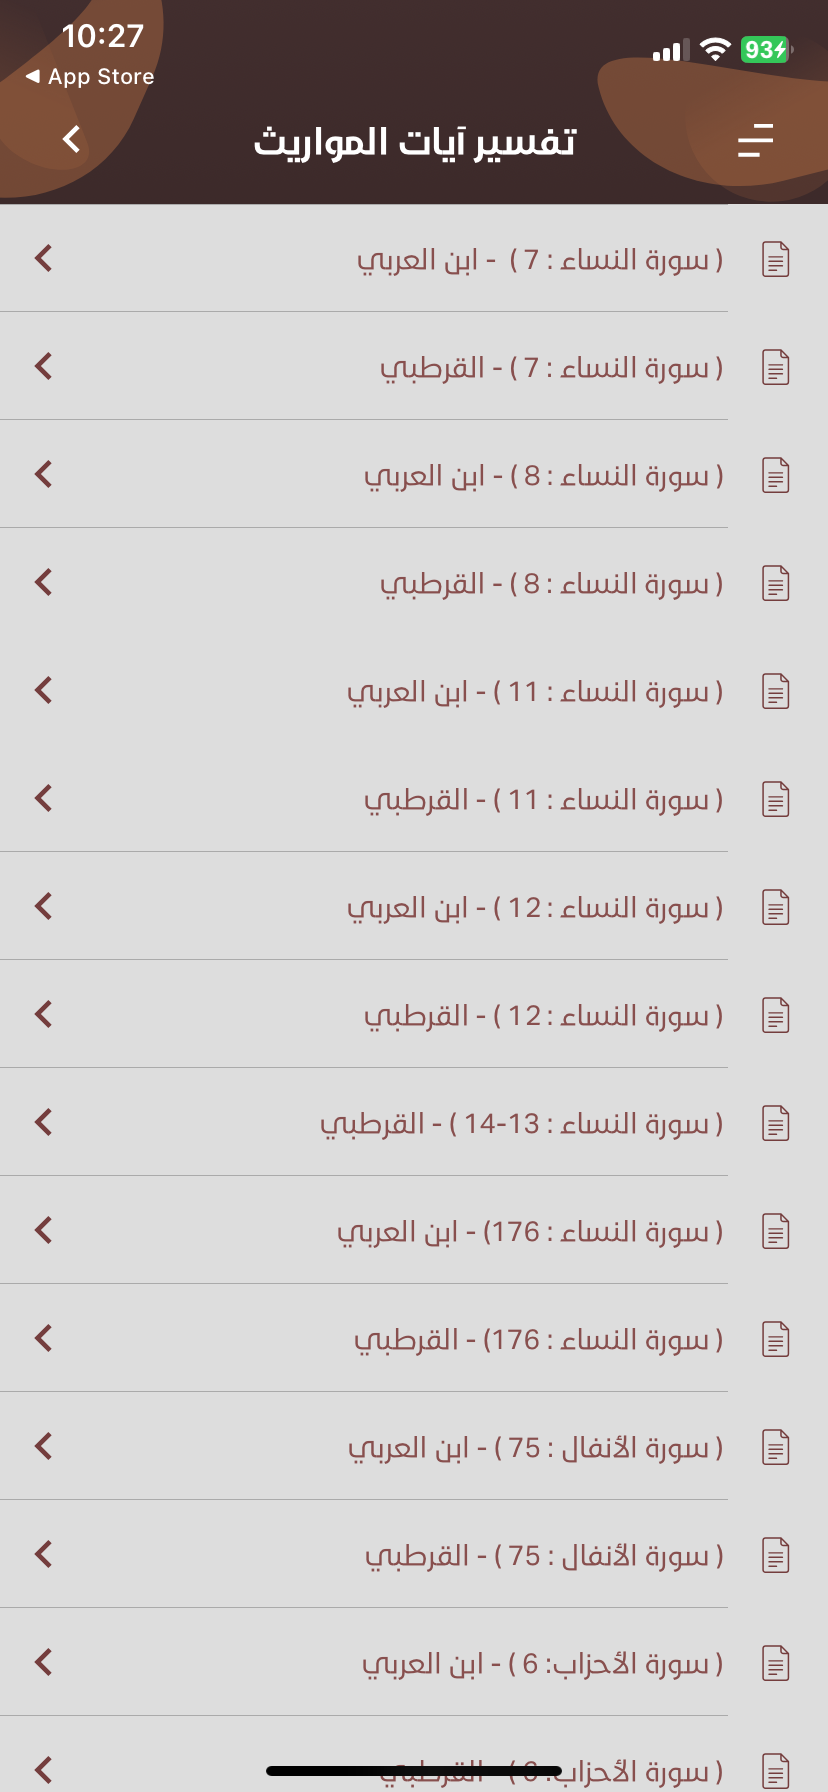 10:27
93
◀ App Store
تفسير آيات المواريث
( سورة النساء : 7 ) - ابن العربي
( سورة النساء : 7 ) - القرطبي
( سورة النساء : 8 ) - ابن العربي
( سورة النساء : 8 ) - القرطبي
( سورة النساء : 11 ) - ابن العربي
( سورة النساء : 11 ) - القرطبي
( سورة النساء : 12 ) - ابن العربي
( سورة النساء : 12 ) - القرطبي
( سورة النساء : 13-14 ) - القرطبي
( سورة النساء : 176) - ابن العربي
( سورة النساء : 176) - القرطبي
( سورة الأنفال : 75 ) - ابن العربي
( سورة الأنفال : 75 ) - القرطبي
( سورة الأحزاب: 6 ) - ابن العربي
( سورة الأحزاب: 6 ) - القرطبي